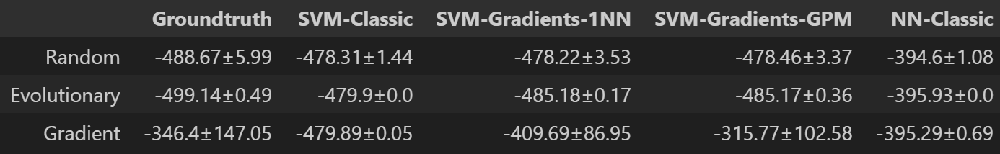 Groundtruth SVM-Classic SVM-Gradients-1NN SVM-Gradients-GPM NN-Classic
Random -488.67±5.99 -478.31±1.44 -478.22±3.53 -478.46±3.37 -394.6±1.08
Evolutionary -499.14±0.49 -479.9±0.0 -485.18±0.17 -485.17±0.36 -395.93±0.0
Gradient -346.4±147.05 -479.89±0.05 -409.69±86.95 -315.77±102.58 -395.29±0.69